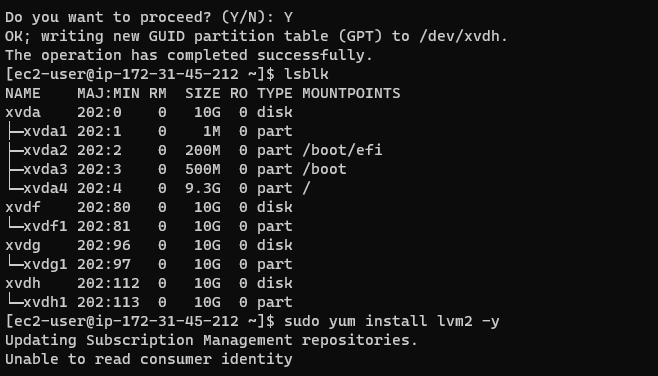 Do you want to proceed? (Y/N): Y
OK; writing new GUID partition table (GPT) to /dev/xvdh.
The operation has completed successfully.
[ec2-user@ip-172-31-45-212 ~]$ lsblk
NAME    MAJ:MIN RM  SIZE RO TYPE MOUNTPOINTS
xvda    202:0    0   10G  0 disk
├─xvda1 202:1    0    1M  0 part
├─xvda2 202:2    0  200M  0 part /boot/efi
├─xvda3 202:3    0  500M  0 part /boot
└─xvda4 202:4    0  9.3G  0 part /
xvdf    202:80   0   10G  0 disk
└─xvdf1 202:81   0   10G  0 part
xvdg    202:96   0   10G  0 disk
└─xvdg1 202:97   0   10G  0 part
xvdh    202:112  0   10G  0 disk
└─xvdh1 202:113  0   10G  0 part
[ec2-user@ip-172-31-45-212 ~]$ sudo yum install lvm2 -y
Updating Subscription Management repositories.
Unable to read consumer identity